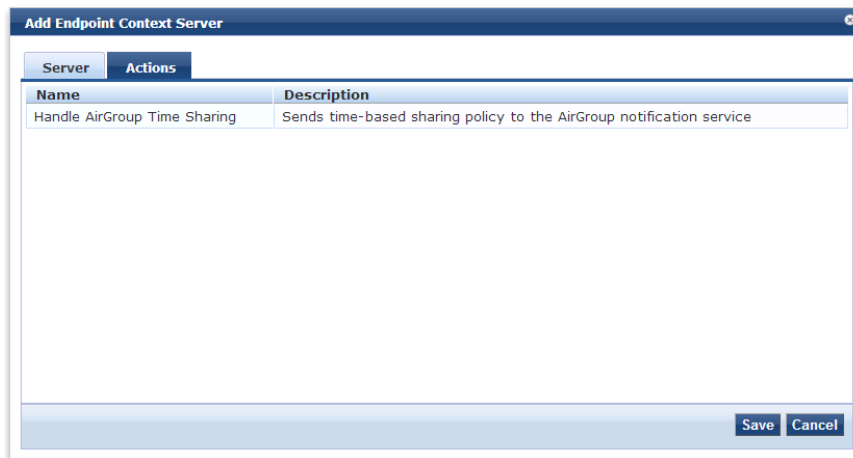 Add Endpoint Context Server
Server Actions
Name Description
Handle AirGroup Time Sharing Sends time-based sharing policy to the AirGroup notification service
Save Cancel